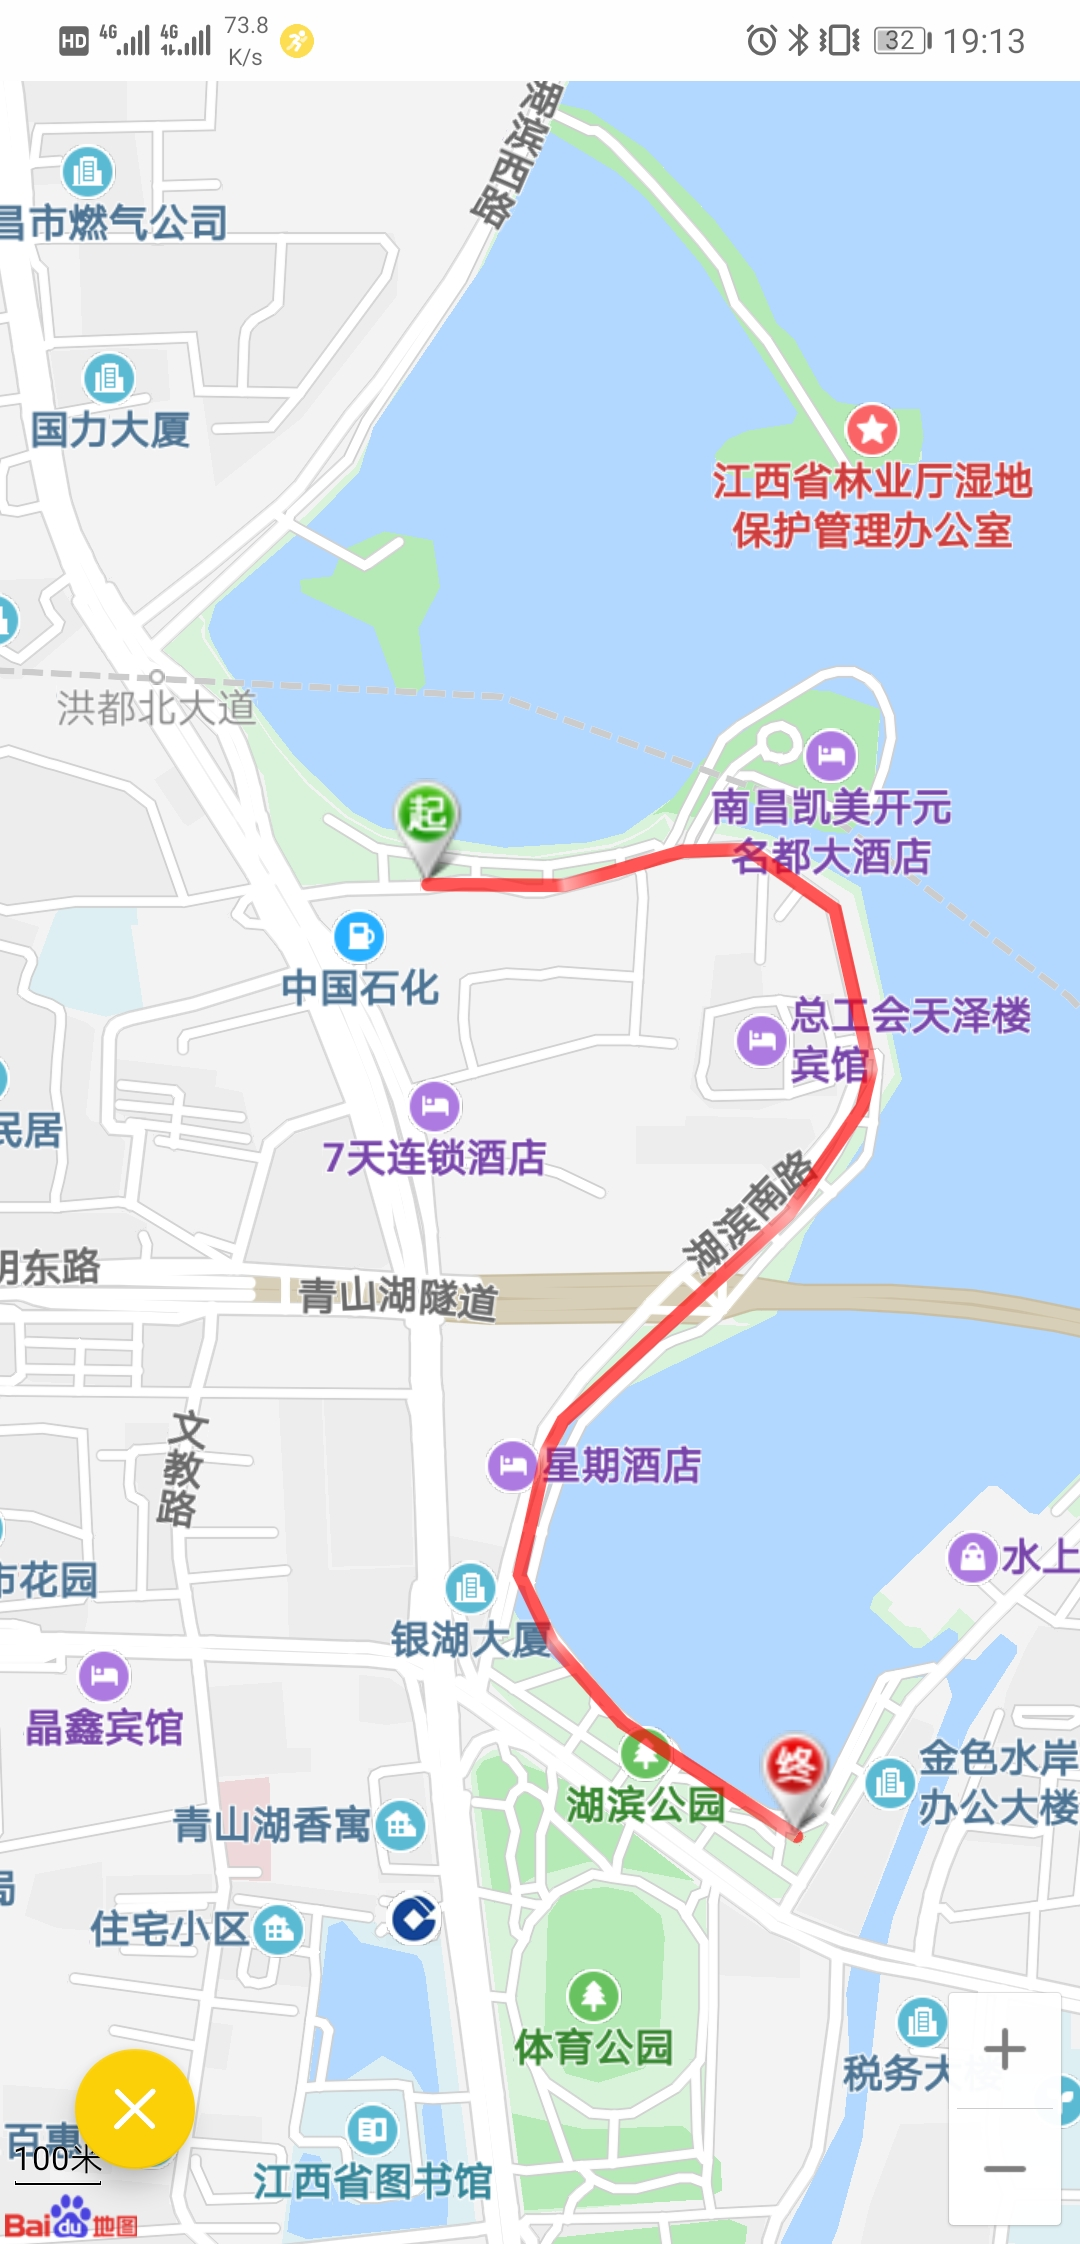 HD 4G 4G 73.8 K/s 32 19:13
湖滨西路
昌市燃气公司
国力大厦
江西省林业厅湿地
保护管理办公室
洪都北大道
起
南昌凯美开元
名都大酒店
中国石化
总工会天泽楼
宾馆
民居
7天连锁酒店
湖滨南路
明东路
青山湖隧道
文教路
星期酒店
水上
市花园
银湖大厦
晶鑫宾馆
终
金色水岸
办公大楼
湖滨公园
青山湖香寓
局
住宅小区
体育公园
税务大楼
百惠
100米
江西省图书馆
Bai du 地图